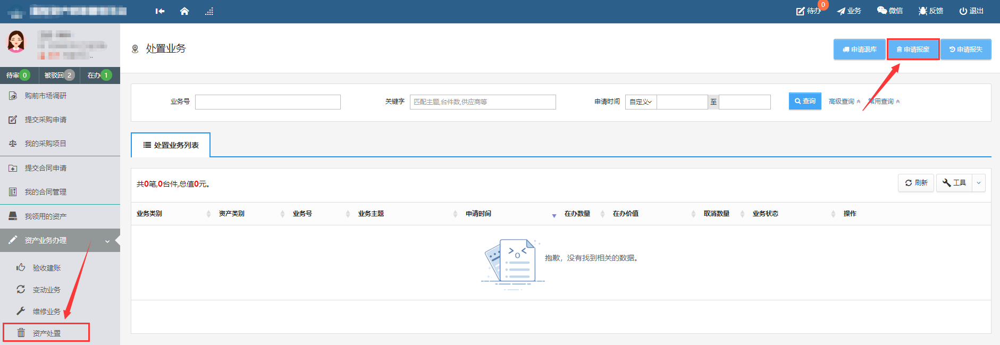 待办 0 业务 微信 反馈 退出
待审 0 被驳回 2 在办 1
购前市场调研
提交采购申请
我的采购项目
提交合同申请
我的合同管理
我领用的资产
资产业务办理
验收建账
变动业务
维修业务
资产处置
处置业务
申请退库 申请报废 申请报失
业务号 关键字 匹配主题,台件数,供应商等 申请时间 自定义 至 查询 高级查询 常用查询
处置业务列表
共0笔,0台件,总值0元。 刷新 工具
业务类别 资产类别 业务号 业务主题 申请时间 在办数量 在办价值 取消数量 业务状态 操作
抱歉，没有找到相关的数据。